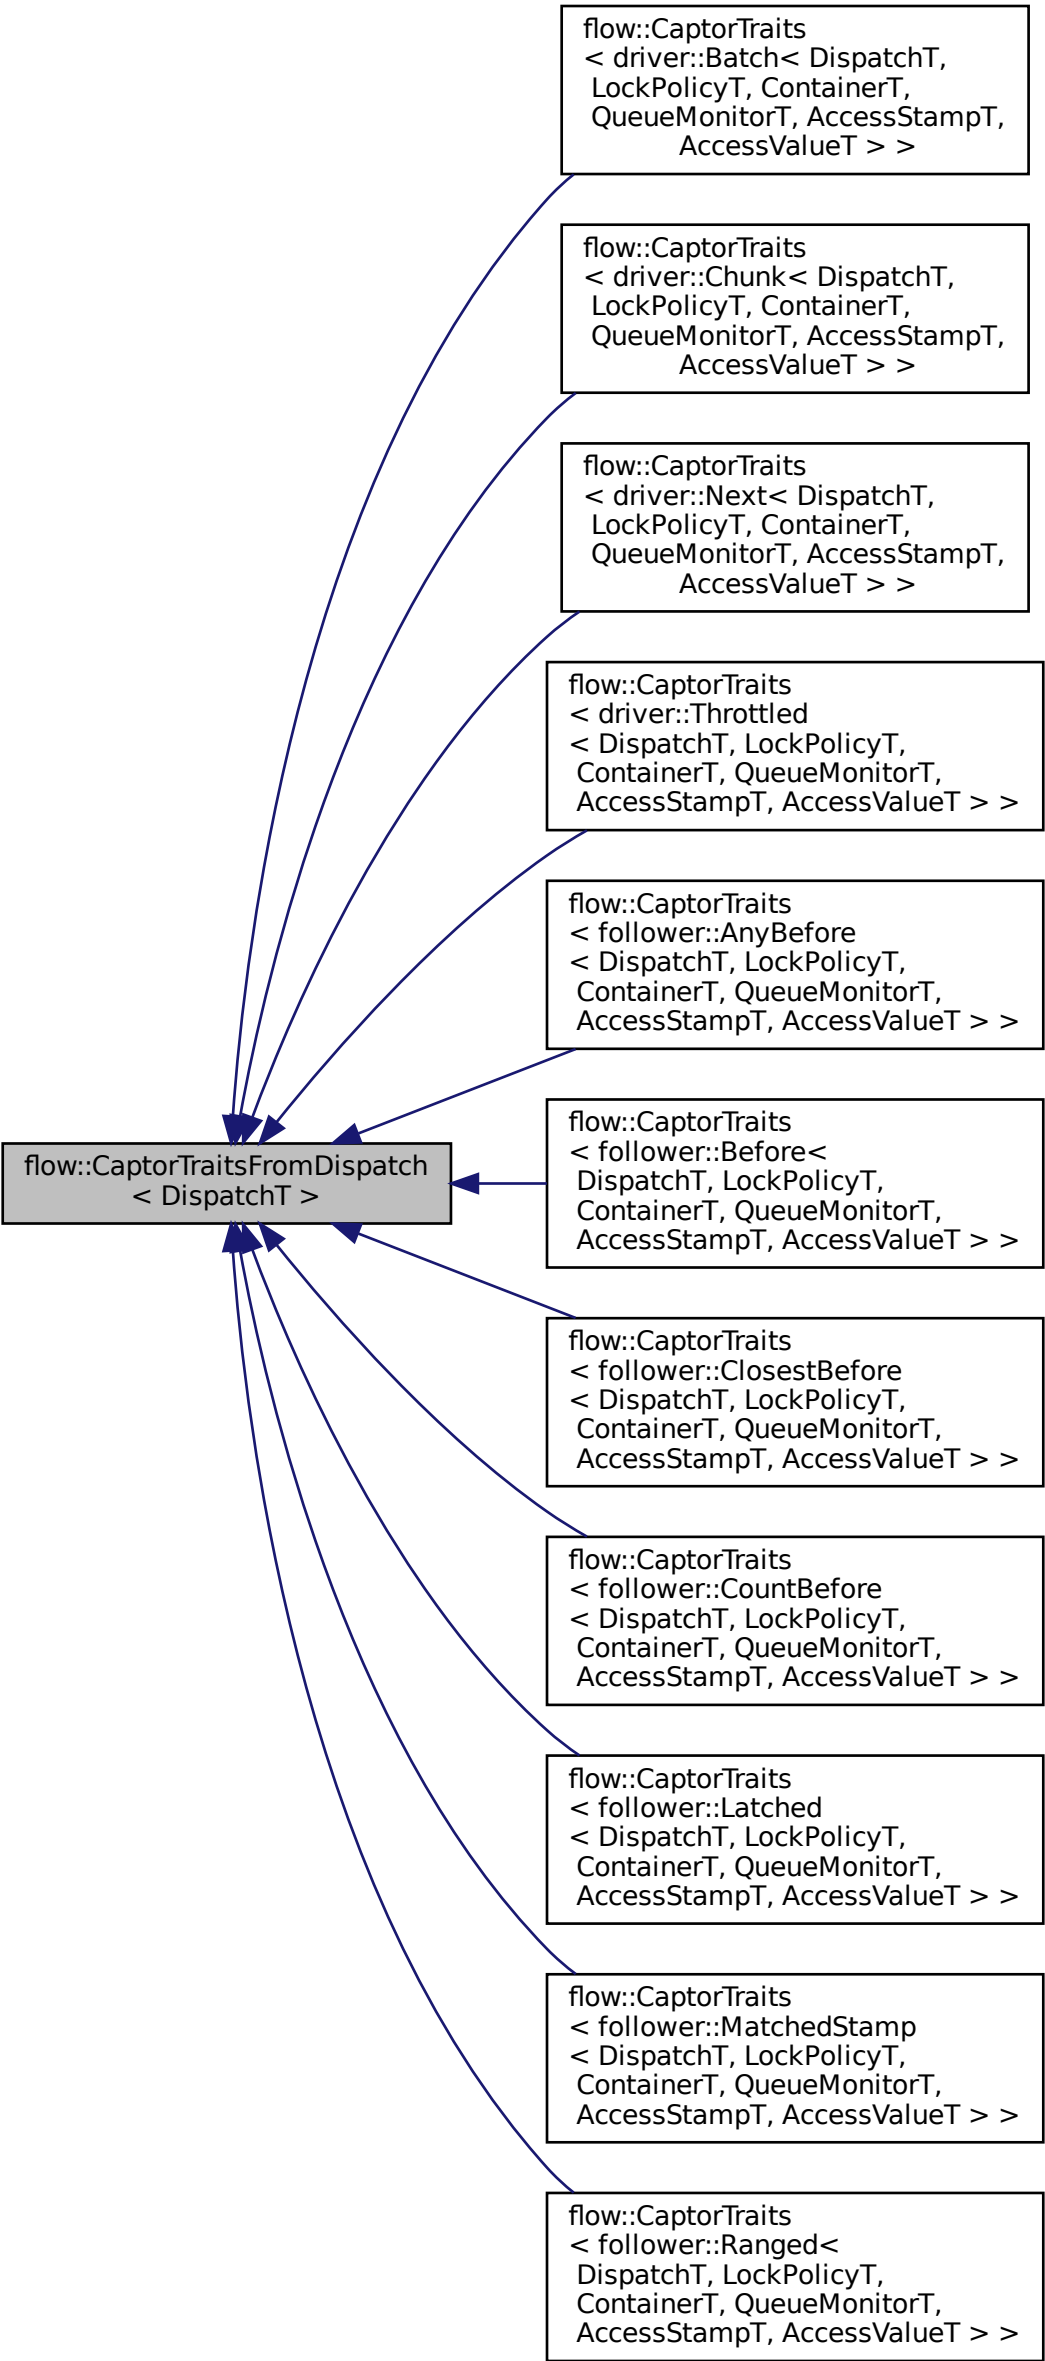 flow::CaptorTraits
< driver::Batch< DispatchT,
LockPolicyT, ContainerT,
QueueMonitorT, AccessStampT,
AccessValueT > >
flow::CaptorTraits
< driver::Chunk< DispatchT,
LockPolicyT, ContainerT,
QueueMonitorT, AccessStampT,
AccessValueT > >
flow::CaptorTraits
< driver::Next< DispatchT,
LockPolicyT, ContainerT,
QueueMonitorT, AccessStampT,
AccessValueT > >
flow::CaptorTraits
< driver::Throttled
< DispatchT, LockPolicyT,
ContainerT, QueueMonitorT,
AccessStampT, AccessValueT > >
flow::CaptorTraits
< follower::AnyBefore
< DispatchT, LockPolicyT,
ContainerT, QueueMonitorT,
AccessStampT, AccessValueT > >
flow::CaptorTraitsFromDispatch
< DispatchT >
flow::CaptorTraits
< follower::Before<
DispatchT, LockPolicyT,
ContainerT, QueueMonitorT,
AccessStampT, AccessValueT > >
flow::CaptorTraits
< follower::ClosestBefore
< DispatchT, LockPolicyT,
ContainerT, QueueMonitorT,
AccessStampT, AccessValueT > >
flow::CaptorTraits
< follower::CountBefore
< DispatchT, LockPolicyT,
ContainerT, QueueMonitorT,
AccessStampT, AccessValueT > >
flow::CaptorTraits
< follower::Latched
< DispatchT, LockPolicyT,
ContainerT, QueueMonitorT,
AccessStampT, AccessValueT > >
flow::CaptorTraits
< follower::MatchedStamp
< DispatchT, LockPolicyT,
ContainerT, QueueMonitorT,
AccessStampT, AccessValueT > >
flow::CaptorTraits
< follower::Ranged<
DispatchT, LockPolicyT,
ContainerT, QueueMonitorT,
AccessStampT, AccessValueT > >